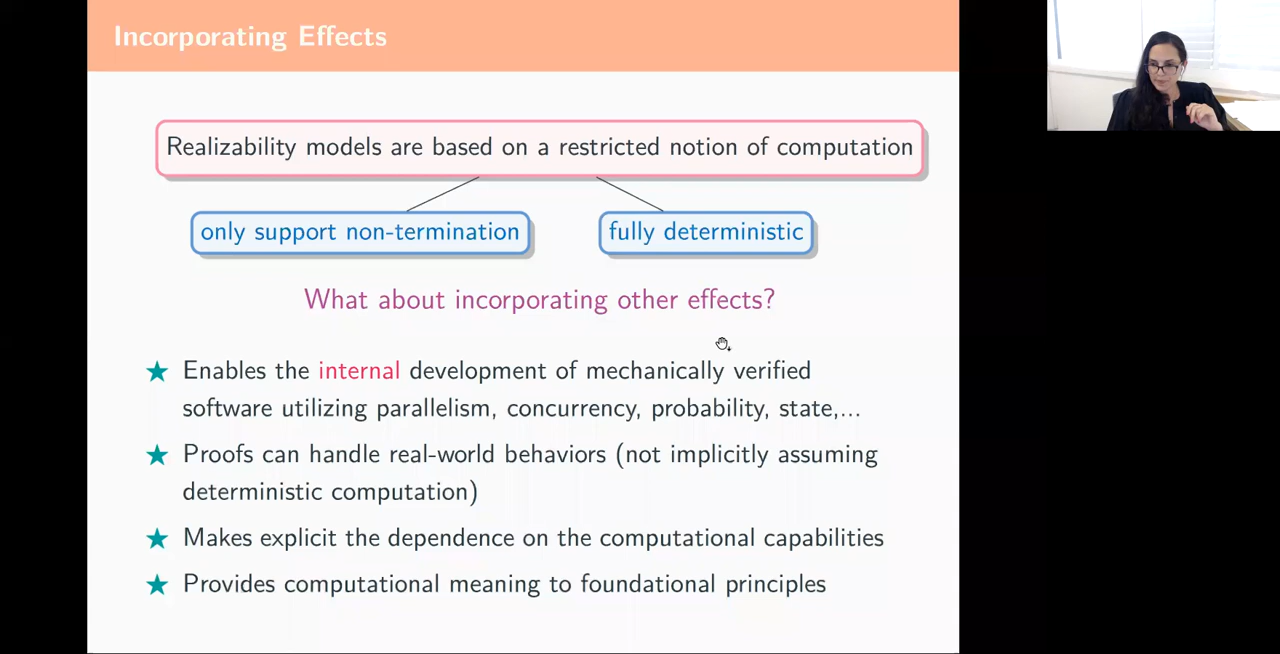 Incorporating Effects
Realizability models are based on a restricted notion of computation
only support non-termination
fully deterministic
What about incorporating other effects?
★ Enables the internal development of mechanically verified
software utilizing parallelism, concurrency, probability, state,...
★ Proofs can handle real-world behaviors (not implicitly assuming
deterministic computation)
★ Makes explicit the dependence on the computational capabilities
★ Provides computational meaning to foundational principles